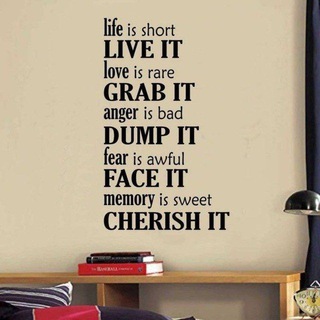 life is short
LIVE IT
love is rare
GRAB IT
anger is bad
DUMP IT
fear is awful
FACE IT
memory is sweet
CHERISH IT